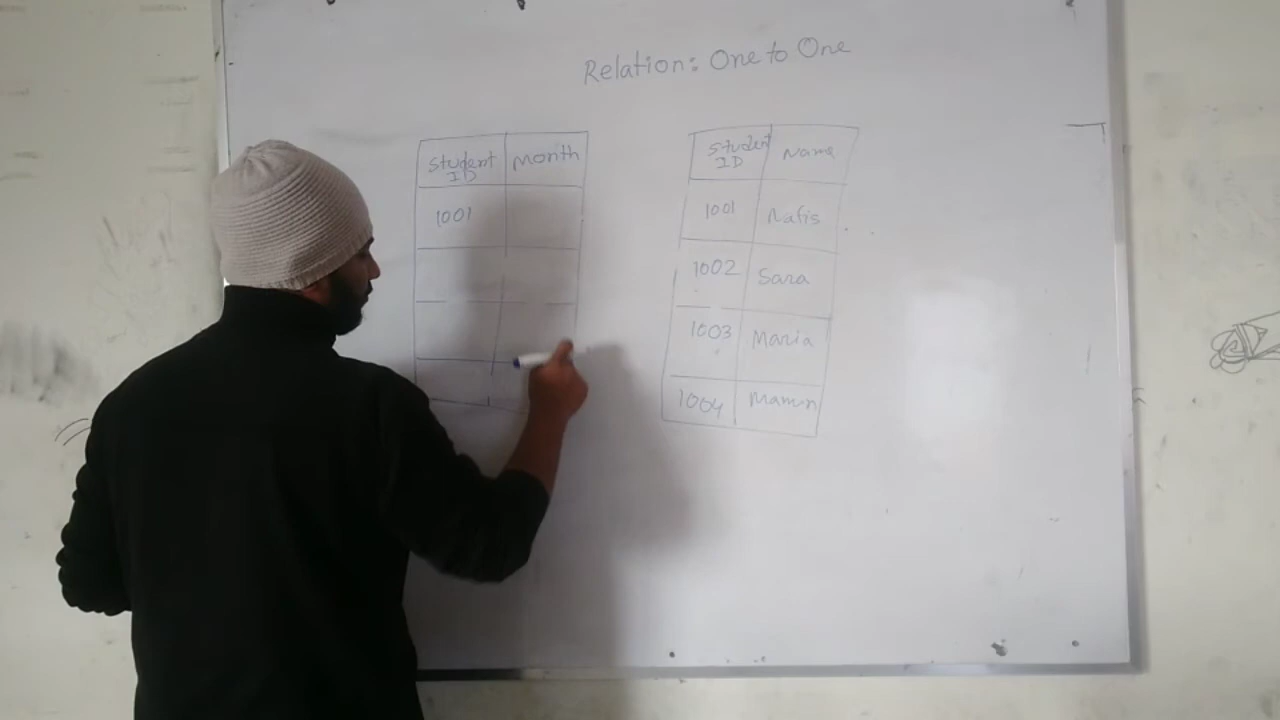 Relation: One to One
Student
ID
Month
1001
Student
ID
Name
1001
Nafis
1002
Sara
1003
Maria
1004
Mamun